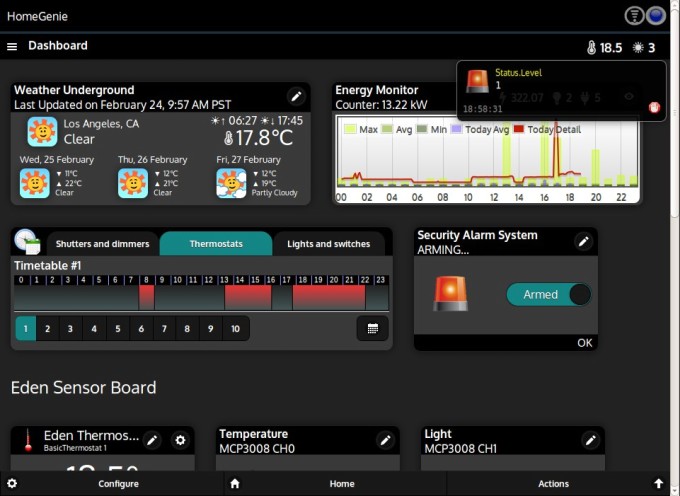 HomeGenie
Dashboard
18.5 3
Status.Level
1
322.07 2 5
18:58:31
Weather Underground
Last Updated on February 24, 9:57 AM PST
Los Angeles, CA
Clear
06:27 17:45
17.8°C
Wed, 25 February
▼ 11°C
▲ 22°C
Clear
Thu, 26 February
▼ 12°C
▲ 21°C
Clear
Fri, 27 February
▼ 12°C
▲ 19°C
Partly Cloudy
Energy Monitor
Counter: 13.22 kW
Max Avg Min Today Avg Today Detail
00 02 04 06 08 10 12 14 16 18 20 22
Shutters and dimmers Thermostats Lights and switches
Timetable #1
0 1 2 3 4 5 6 7 8 9 10 11 12 13 14 15 16 17 18 19 20 21 22 23
1 2 3 4 5 6 7 8 9 10
Security Alarm System
ARMING...
Armed
OK
Eden Sensor Board
Eden Thermos...
BasicThermostat 1
Temperature
MCP3008 CH0
Light
MCP3008 CH1
Configure Home Actions